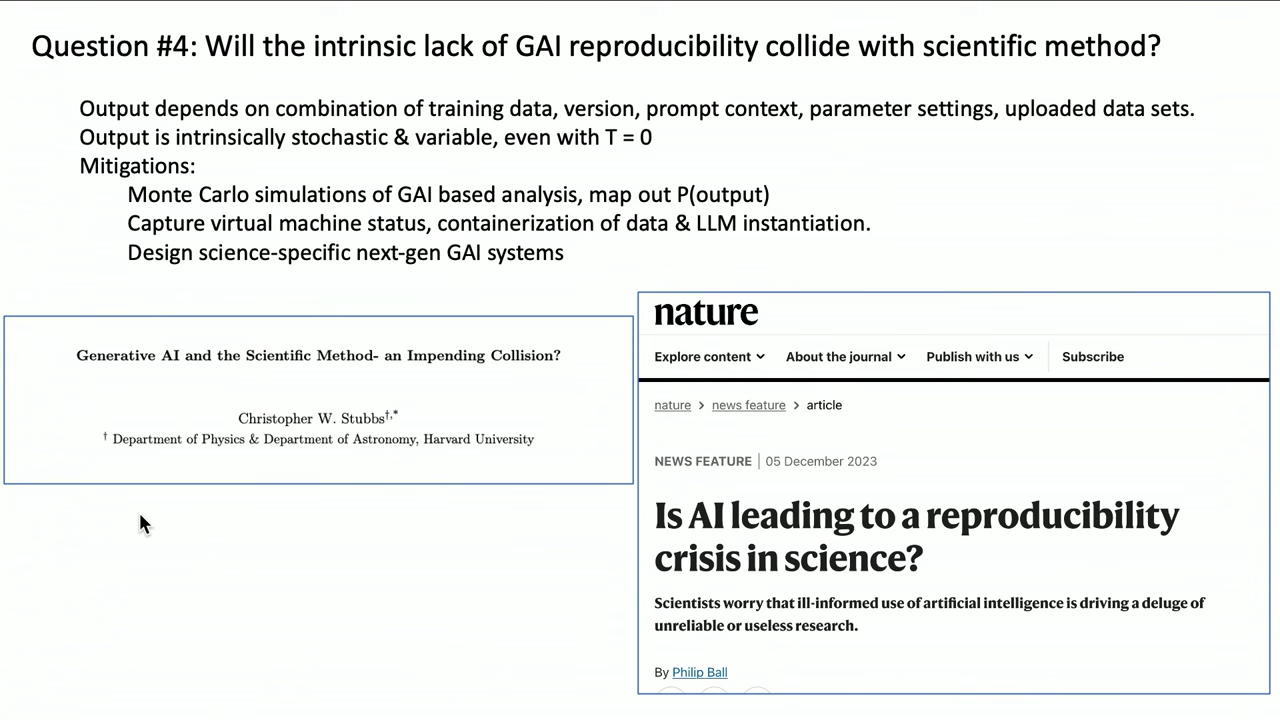 Question #4: Will the intrinsic lack of GAI reproducibility collide with scientific method?
Output depends on combination of training data, version, prompt context, parameter settings, uploaded data sets.
Output is intrinsically stochastic & variable, even with T = 0
Mitigations:
Monte Carlo simulations of GAI based analysis, map out P(output)
Capture virtual machine status, containerization of data & LLM instantiation.
Design science-specific next-gen GAI systems
Generative AI and the Scientific Method- an Impending Collision?
Christopher W. Stubbs†,*
† Department of Physics & Department of Astronomy, Harvard University
nature
Explore content About the journal Publish with us Subscribe
nature > news feature > article
NEWS FEATURE | 05 December 2023
Is AI leading to a reproducibility
crisis in science?
Scientists worry that ill-informed use of artificial intelligence is driving a deluge of
unreliable or useless research.
By Philip Ball